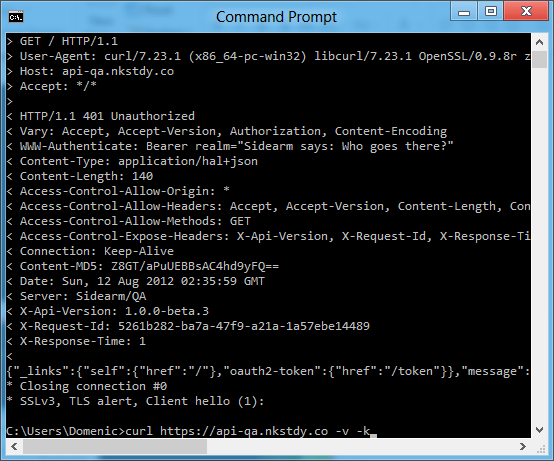 Command Prompt
> GET / HTTP/1.1
> User-Agent: curl/7.23.1 (x86_64-pc-win32) libcurl/7.23.1 OpenSSL/0.9.8r z
> Host: api-qa.nkstdy.co
> Accept: */*
>
< HTTP/1.1 401 Unauthorized
< Vary: Accept, Accept-Version, Authorization, Content-Encoding
< WWW-Authenticate: Bearer realm="Sidearm says: Who goes there?"
< Content-Type: application/hal+json
< Content-Length: 140
< Access-Control-Allow-Origin: *
< Access-Control-Allow-Headers: Accept, Accept-Version, Content-Length, Con
< Access-Control-Allow-Methods: GET
< Access-Control-Expose-Headers: X-Api-Version, X-Request-Id, X-Response-Ti
< Connection: Keep-Alive
< Content-MD5: Z8GT/aPuUEBBsAC4hd9yFQ==
< Date: Sun, 12 Aug 2012 02:35:59 GMT
< Server: Sidearm/QA
< X-Api-Version: 1.0.0-beta.3
< X-Request-Id: 5261b282-ba7a-47f9-a21a-1a57ebe14489
< X-Response-Time: 1
<
{"_links":{"self":{"href":"/"},"oauth2-token":{"href":"/token"}},"message":
* Closing connection #0
* SSLv3, TLS alert, Client hello (1):
C:\Users\Domenic>curl https://api-qa.nkstdy.co -v -k